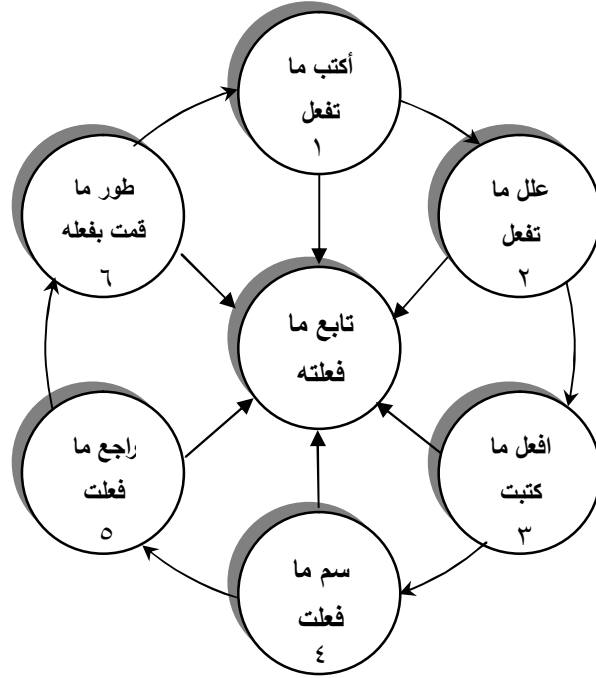 أكتب ما
تفعل
١
علل ما
تفعل
٢
افعل ما
كتبت
٣
سم ما
فعلت
٤
راجع ما
فعلت
٥
طور ما
قمت بفعله
٦
تابع ما
فعلته